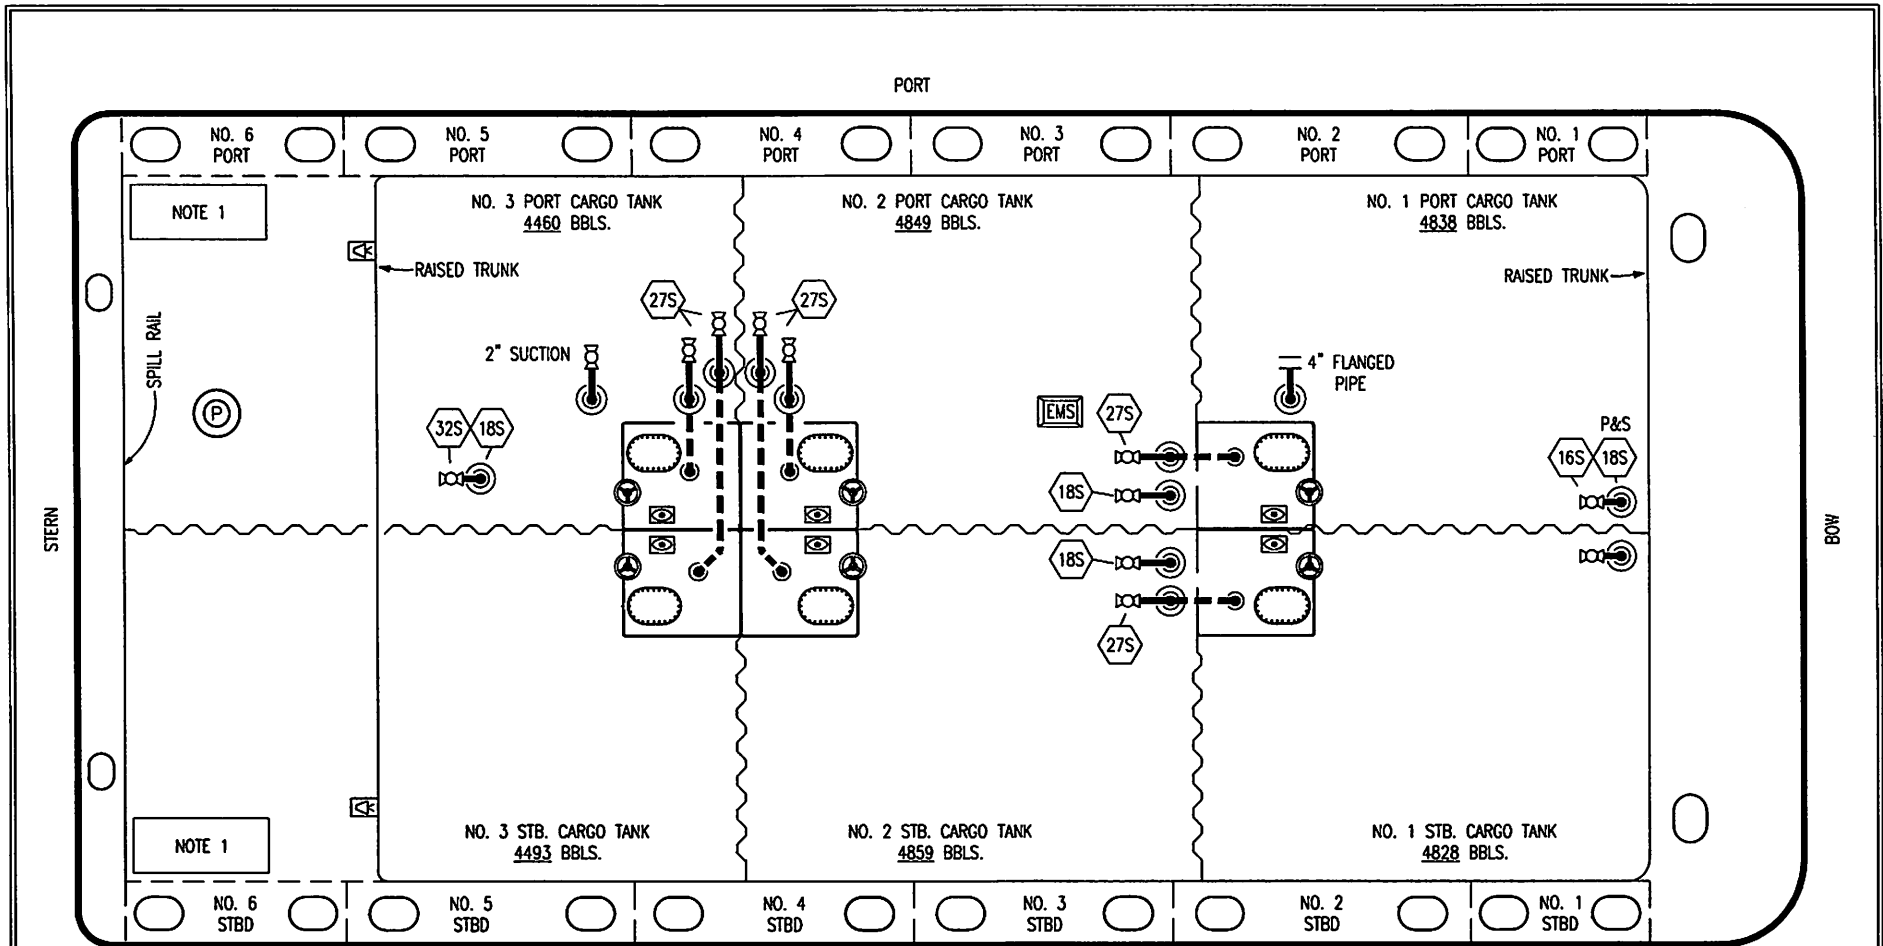 PORT
NO. 6
PORT
NO. 5
PORT
NO. 4
PORT
NO. 3
PORT
NO. 2
PORT
NO. 1
PORT
NOTE 1
NO. 3 PORT CARGO TANK
4460 BBLS.
NO. 2 PORT CARGO TANK
4849 BBLS.
NO. 1 PORT CARGO TANK
4838 BBLS.
RAISED TRUNK
RAISED TRUNK
SPILL RAIL
27S
27S
2" SUCTION
4" FLANGED
PIPE
P
EMS
27S
32S
18S
P&S
16S
18S
18S
STERN
BOW
18S
27S
NO. 3 STB. CARGO TANK
4493 BBLS.
NO. 2 STB. CARGO TANK
4859 BBLS.
NO. 1 STB. CARGO TANK
4828 BBLS.
NOTE 1
NO. 6
STBD
NO. 5
STBD
NO. 4
STBD
NO. 3
STBD
NO. 2
STBD
NO. 1
STBD